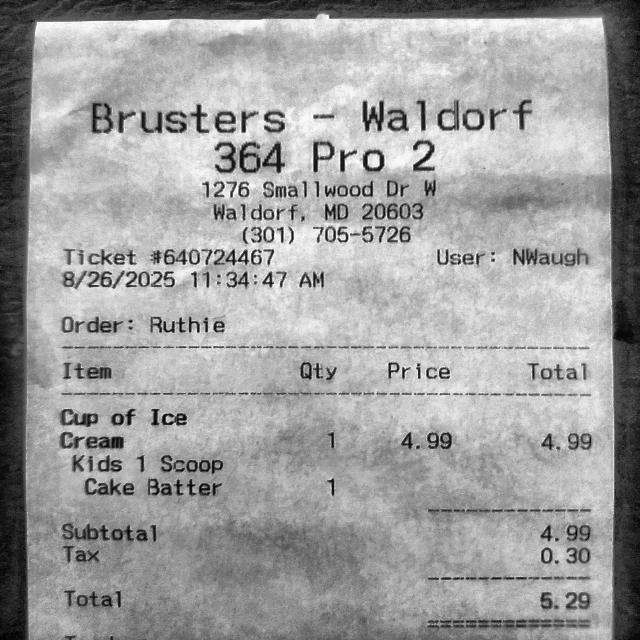 Brusters - Waldorf
364 Pro 2
1276 Smallwood Dr W
Waldorf, MD 20603
(301) 705-5726
Ticket #640724467 User: NWaugh
8/26/2025 11:34:47 AM
Order: Ruthie
Item Qty Price Total
Cup of Ice
Cream 1 4.99 4.99
Kids 1 Scoop
Cake Batter 1
Subtotal 4.99
Tax 0.30
Total 5.29